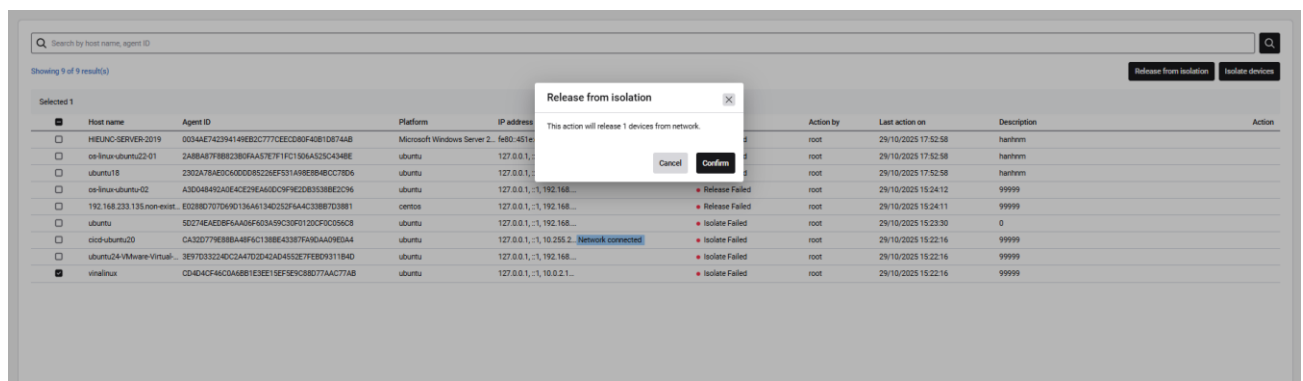 Search by host name, agent ID
Showing 9 of 9 result(s)
Release from isolation Isolate devices
Selected 1
Host name Agent ID Platform IP address Action by Last action on Description Action
HIEUNC-SERVER-2019 0034AE742394149EB2C777CEECD80F40B1D874AB Microsoft Windows Server 2... fe80::451e: root 29/10/2025 17:52:58 hanhnm
os-linux-ubuntu22-01 2A8BA87F8B823B0FAA57E7F1FC1506A525C434BE ubuntu 127.0.0.1, : root 29/10/2025 17:52:58 hanhnm
ubuntu18 2302A78AE0C60DDD85226EF531A98E8B4BCC78D6 ubuntu 127.0.0.1, : root 29/10/2025 17:52:58 hanhnm
os-linux-ubuntu-02 A3D048492A0E4CE29EA60DC9F9E2DB3538BE2C96 ubuntu 127.0.0.1, ::1, 192.168.... Release Failed root 29/10/2025 15:24:12 99999
192.168.233.135.non-exist... E0288D707D69D136A6134D252F6A4C33BB7D3881 centos 127.0.0.1, ::1, 192.168.... Release Failed root 29/10/2025 15:24:11 99999
ubuntu 5D274EAEDBF6AA06F603A59C30F0120CF0C056C8 ubuntu 127.0.0.1, ::1, 192.168.... Isolate Failed root 29/10/2025 15:23:30 0
cicd-ubuntu20 CA32D779E88BA48F6C138BE43387FA9DAA09E0A4 ubuntu 127.0.0.1, ::1, 10.255.2... Network connected Isolate Failed root 29/10/2025 15:22:16 99999
ubuntu24-VMware-Virtual-... 3E97D33224DC2A47D2D42AD4552E7FEBD9311B4D ubuntu 127.0.0.1, ::1, 192.168.... Isolate Failed root 29/10/2025 15:22:16 99999
vinalinux CD4D4CF46C0A6BB1E3EE15EF5E9C88D77AAC77AB ubuntu 127.0.0.1, ::1, 10.0.2.1... Isolate Failed root 29/10/2025 15:22:16 99999
Release from isolation
This action will release 1 devices from network.
Cancel Confirm